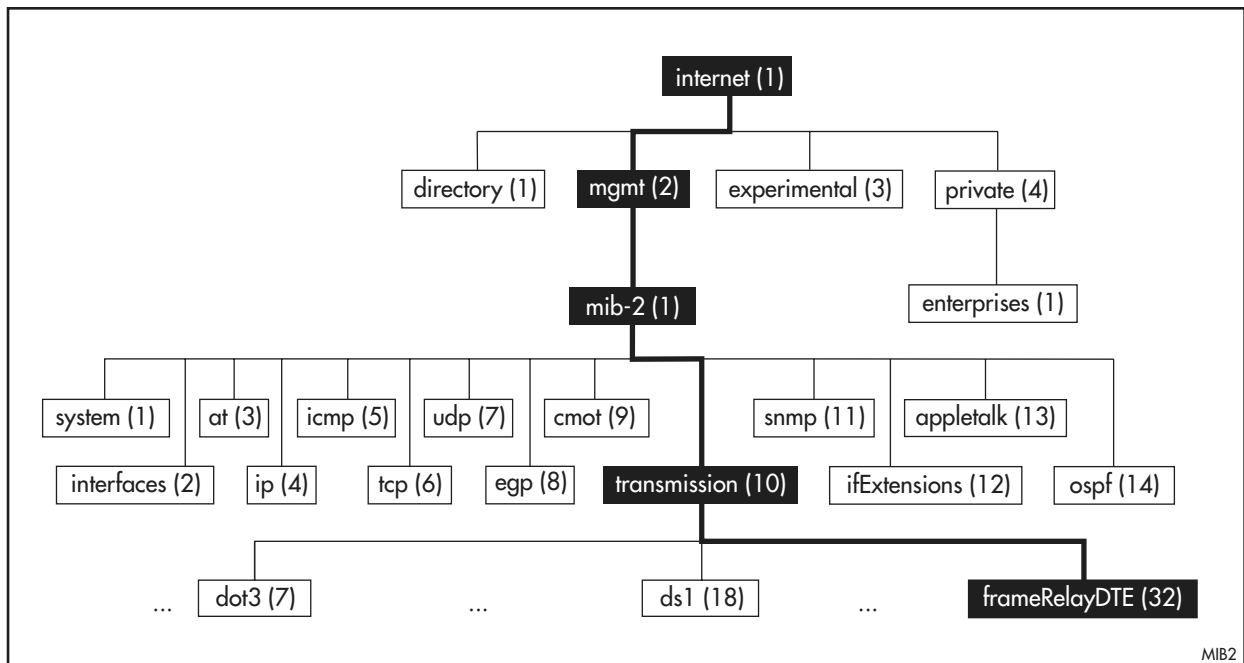 internet (1)
directory (1) mgmt (2) experimental (3) private (4)
mib-2 (1) enterprises (1)
system (1) at (3) icmp (5) udp (7) cmot (9) snmp (11) appletalk (13)
interfaces (2) ip (4) tcp (6) egp (8) transmission (10) ifExtensions (12) ospf (14)
... dot3 (7) ... ds1 (18) ... frameRelayDTE (32)
MIB2